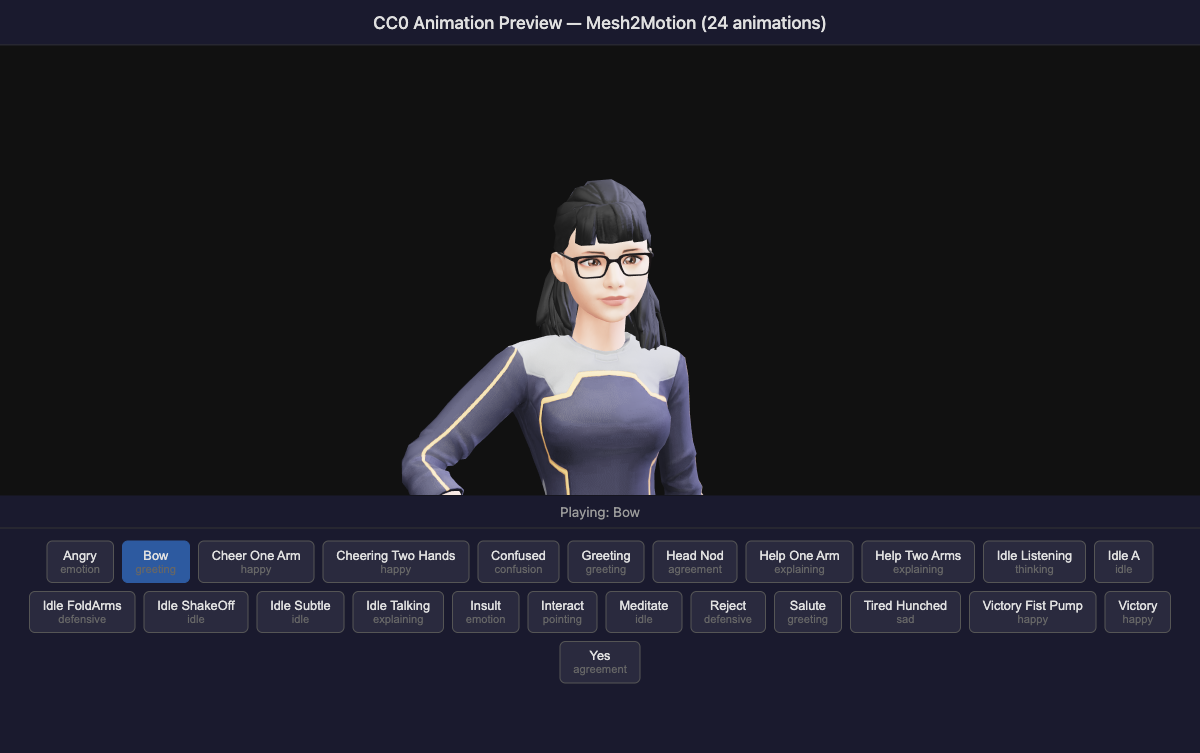 CC0 Animation Preview — Mesh2Motion (24 animations)
Playing: Bow
Angry
emotion
Bow
greeting
Cheer One Arm
happy
Cheering Two Hands
happy
Confused
confusion
Greeting
greeting
Head Nod
agreement
Help One Arm
explaining
Help Two Arms
explaining
Idle Listening
thinking
Idle A
idle
Idle FoldArms
defensive
Idle ShakeOff
idle
Idle Subtle
idle
Idle Talking
explaining
Insult
emotion
Interact
pointing
Meditate
idle
Reject
defensive
Salute
greeting
Tired Hunched
sad
Victory Fist Pump
happy
Victory
happy
Yes
agreement